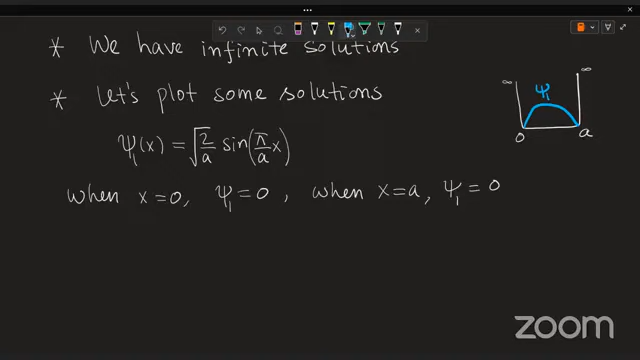 * We have infinite solutions
* Let's plot some solutions
∞ ∞
ψ₁
0 a
ψ₁(x) = √(2/a) sin(π/a x)
when x=0, ψ₁=0, when x=a, ψ₁=0
zoom